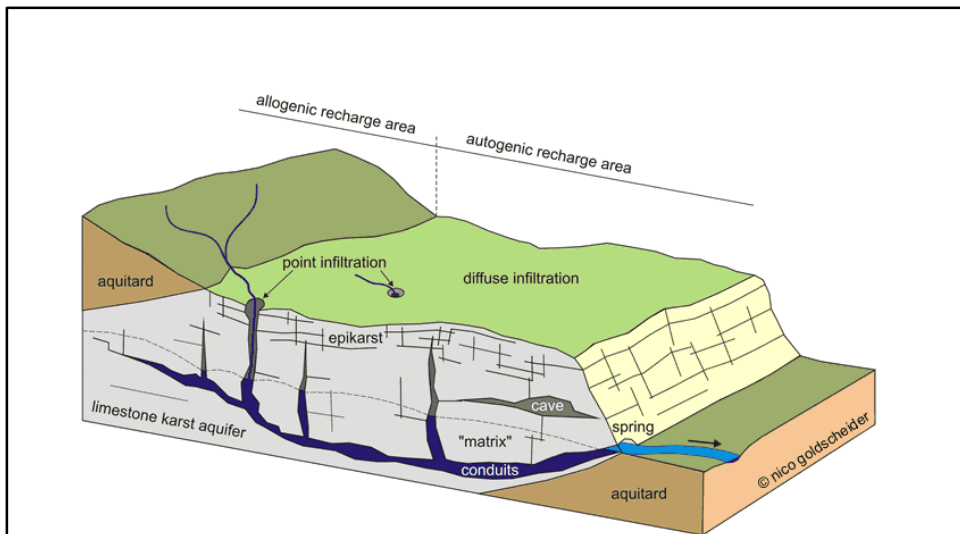 allogenic recharge area
autogenic recharge area
point infiltration
diffuse infiltration
aquitard
epikarst
cave
limestone karst aquifer
"matrix"
spring
conduits
aquitard
© nico goldscheider